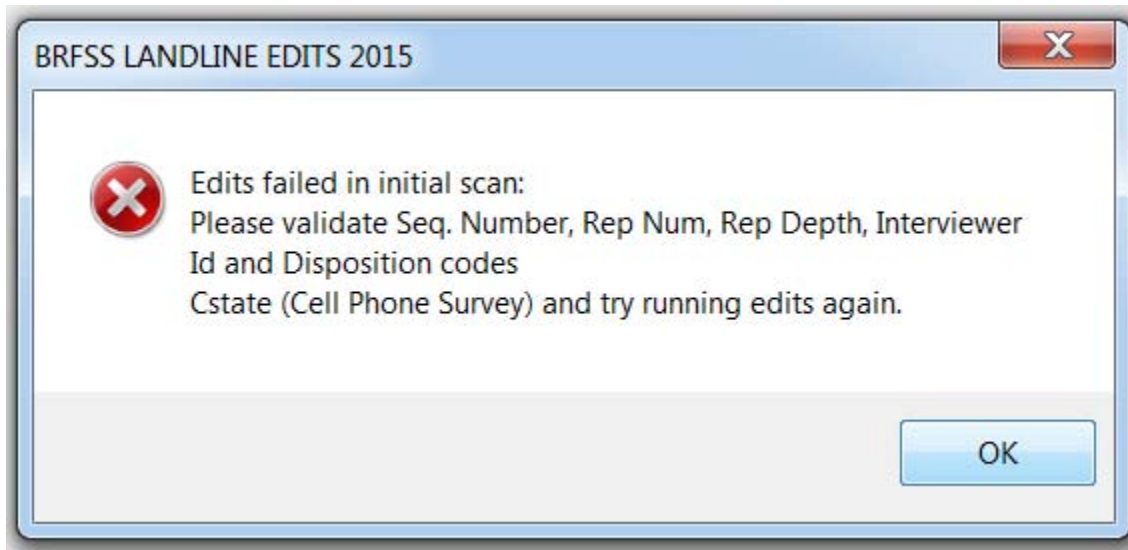 BRFSS LANDLINE EDITS 2015
Edits failed in initial scan:
Please validate Seq. Number, Rep Num, Rep Depth, Interviewer
Id and Disposition codes
Cstate (Cell Phone Survey) and try running edits again.
OK